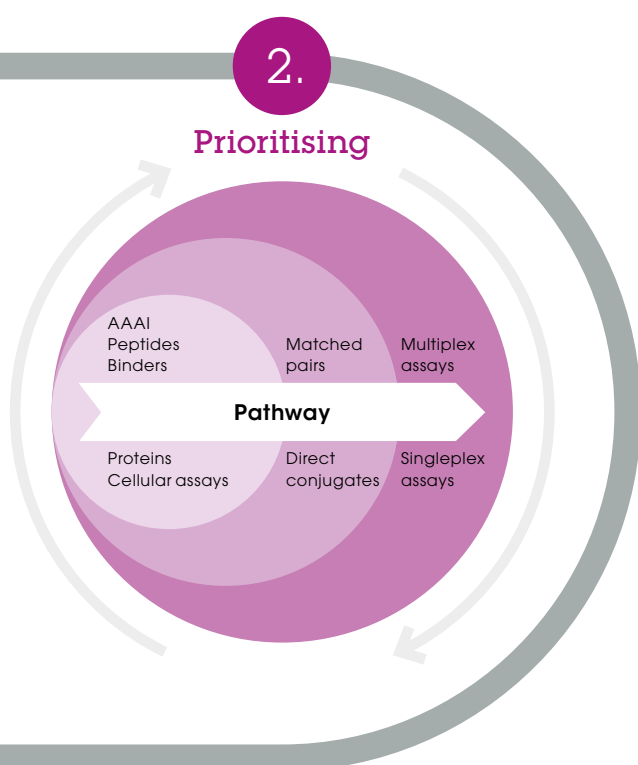 2.
Prioritising
AAAI
Peptides
Binders
Matched
pairs
Multiplex
assays
Pathway
Proteins
Cellular assays
Direct
conjugates
Singleplex
assays